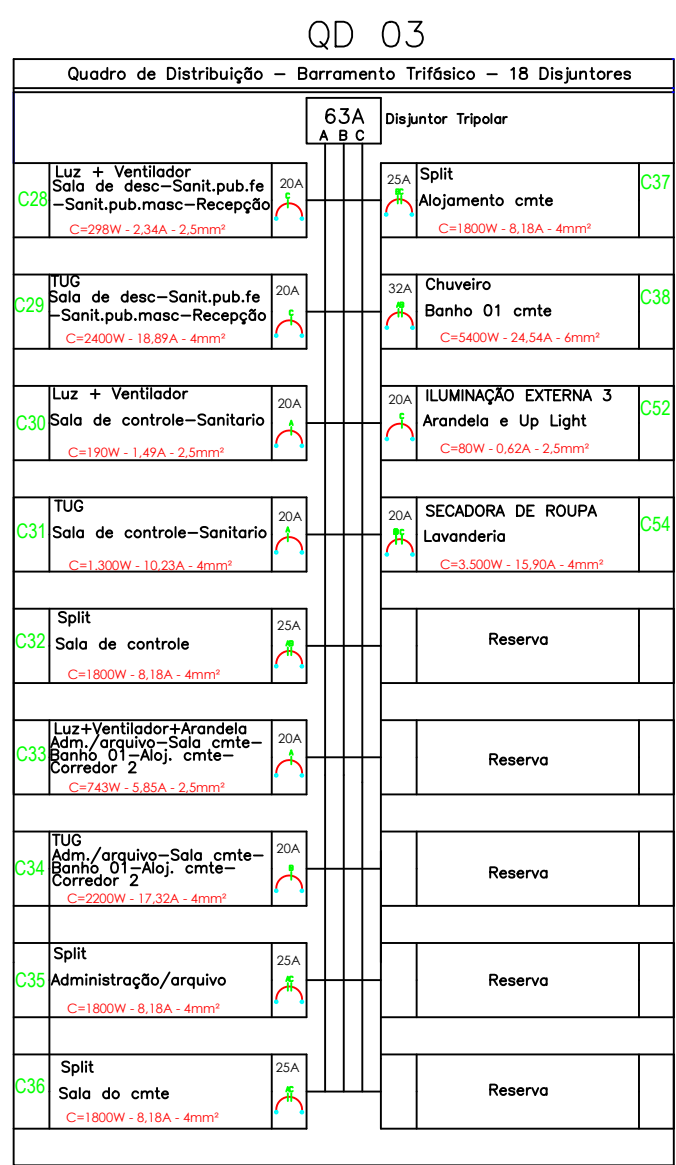 QD 03
Quadro de Distribuição – Barramento Trifásico – 18 Disjuntores
63A
Disjuntor Tripolar
A B C
C28
Luz + Ventilador
Sala de desc–Sanit.pub.fe
–Sanit.pub.masc–Recepção
C=298W - 2,34A - 2,5mm²
20A
C
C29
TUG
Sala de desc–Sanit.pub.fe
–Sanit.pub.masc–Recepção
C=2400W - 18,89A - 4mm²
20A
C
C30
Luz + Ventilador
Sala de controle–Sanitario
C=190W - 1,49A - 2,5mm²
20A
A
C31
TUG
Sala de controle–Sanitario
C=1.300W - 10,23A - 4mm²
20A
A
C32
Split
Sala de controle
C=1800W - 8,18A - 4mm²
25A
AB
C33
Luz+Ventilador+Arandela
Adm./arquivo–Sala cmte–
Banho 01–Aloj. cmte–
Corredor 2
C=743W - 5,85A - 2,5mm²
20A
A
C34
TUG
Adm./arquivo–Sala cmte–
Banho 01–Aloj. cmte–
Corredor 2
C=2200W - 17,32A - 4mm²
20A
B
C35
Split
Administração/arquivo
C=1800W - 8,18A - 4mm²
25A
AC
C36
Split
Sala do cmte
C=1800W - 8,18A - 4mm²
25A
AC
25A
BC
Split
Alojamento cmte
C=1800W - 8,18A - 4mm²
C37
32A
AB
Chuveiro
Banho 01 cmte
C=5400W - 24,54A - 6mm²
C38
20A
C
ILUMINAÇÃO EXTERNA 3
Arandela e Up Light
C=80W - 0,62A - 2,5mm²
C52
20A
BC
SECADORA DE ROUPA
Lavanderia
C=3.500W - 15,90A - 4mm²
C54
Reserva
Reserva
Reserva
Reserva
Reserva